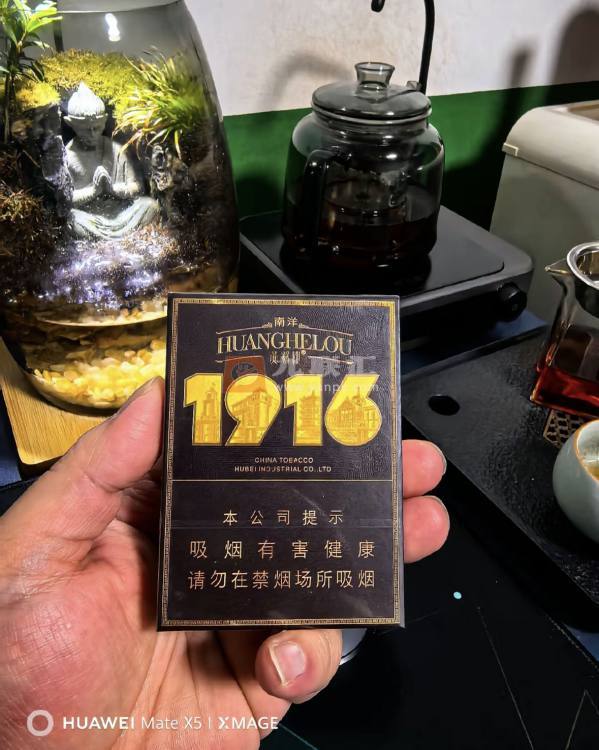 南洋
HUANGHELOU
黄鹤楼
1916
CHINA TOBACCO
HUBEI INDUSTRIAL CO.,LTD
本公司提示
吸烟有害健康
请勿在禁烟场所吸烟
HUAWEI Mate X5 | XMAGE